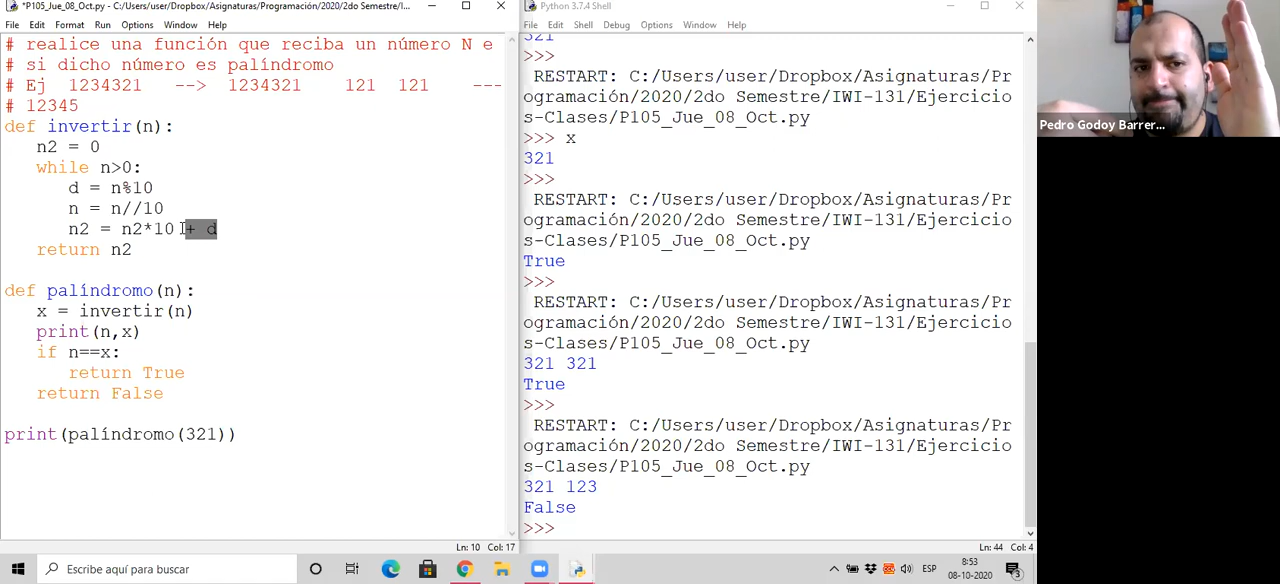 *P105_Jue_08_Oct.py - C:/Users/user/Dropbox/Asignaturas/Programación/2020/2do Semestre/I...
File Edit Format Run Options Window Help
# realice una función que reciba un número N e
# si dicho número es palíndromo
# Ej 1234321 --> 1234321 121 121 ---
# 12345
def invertir(n):
n2 = 0
while n>0:
d = n%10
n = n//10
n2 = n2*10 + d
return n2
def palíndromo(n):
x = invertir(n)
print(n,x)
if n==x:
return True
return False
print(palíndromo(321))
Ln: 10 Col: 17
Python 3.7.4 Shell
File Edit Shell Debug Options Window Help
321
>>>
RESTART: C:/Users/user/Dropbox/Asignaturas/Pr
ogramación/2020/2do Semestre/IWI-131/Ejercicio
s-Clases/P105_Jue_08_Oct.py
>>> x
321
>>>
RESTART: C:/Users/user/Dropbox/Asignaturas/Pr
ogramación/2020/2do Semestre/IWI-131/Ejercicio
s-Clases/P105_Jue_08_Oct.py
True
>>>
RESTART: C:/Users/user/Dropbox/Asignaturas/Pr
ogramación/2020/2do Semestre/IWI-131/Ejercicio
s-Clases/P105_Jue_08_Oct.py
321 321
True
>>>
RESTART: C:/Users/user/Dropbox/Asignaturas/Pr
ogramación/2020/2do Semestre/IWI-131/Ejercicio
s-Clases/P105_Jue_08_Oct.py
321 123
False
>>>
Ln: 44 Col: 4
Pedro Godoy Barrer...
Escribe aquí para buscar
ESP
8:53
08-10-2020
3